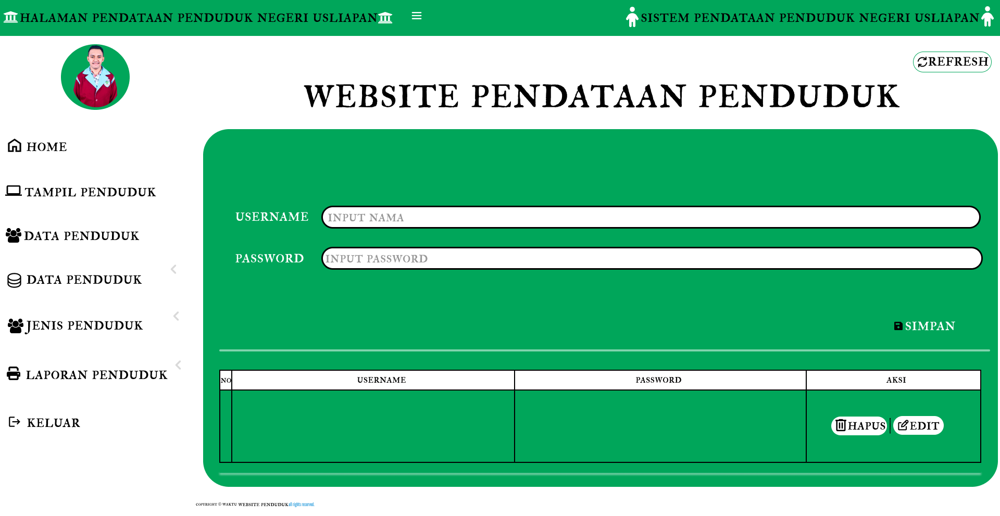 HALAMAN PENDATAAN PENDUDUK NEGERI USLIAPAN
SISTEM PENDATAAN PENDUDUK NEGERI USLIAPAN
REFRESH
WEBSITE PENDATAAN PENDUDUK
HOME
TAMPIL PENDUDUK
DATA PENDUDUK
DATA PENDUDUK
JENIS PENDUDUK
LAPORAN PENDUDUK
KELUAR
USERNAME INPUT NAMA
PASSWORD INPUT PASSWORD
SIMPAN
NO USERNAME PASSWORD AKSI
HAPUS | EDIT
COPYRIGHT © WAKTU WEBSITE PENDUDUK all rights reserved.